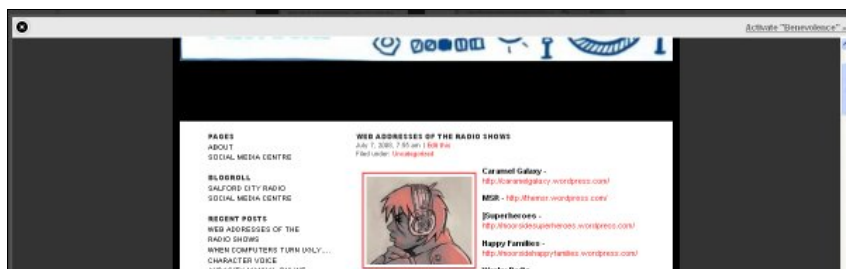 Activate "Benevolence"
PAGES
ABOUT
SOCIAL MEDIA CENTRE
BLOGROLL
SALFORD CITY RADIO
SOCIAL MEDIA CENTRE
RECENT POSTS
WEB ADDRESSES OF THE
RADIO SHOWS
WHEN COMPUTERS TURN UGLY,...
CHARACTER VOICE
WEB ADDRESSES OF THE RADIO SHOWS
July 7, 2008, 7:55 am | Edit this
Filed under: Uncategorized
Caramel Galaxy -
http://caramelgalaxy.wordpress.com/
MSR - http://themsr.wordpress.com/
]Superheroes -
http://moorsidesuperheroes.wordpress.com/
Happy Families -
http://moorsidehappyfamilies.wordpress.com/